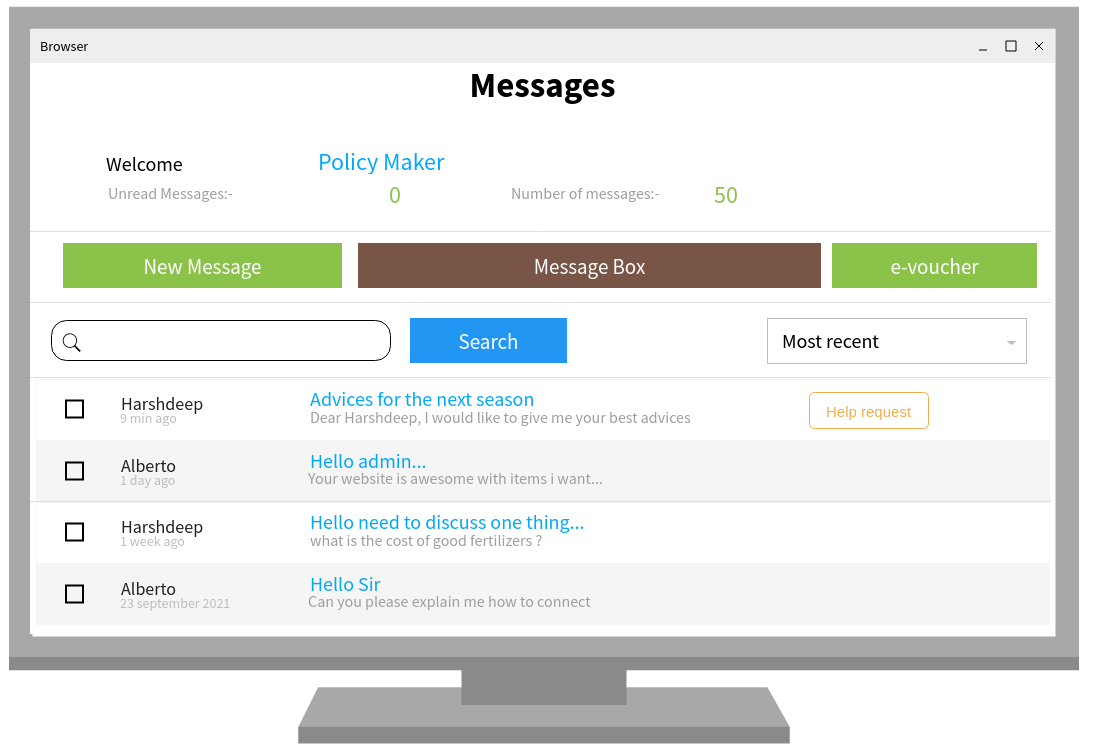 Browser
Messages
Welcome Policy Maker
Unread Messages:- 0 Number of messages:- 50
New Message Message Box e-voucher
Search Most recent
Harshdeep Advices for the next season
9 min ago Dear Harshdeep, I would like to give me your best advices Help request
Alberto Hello admin...
1 day ago Your website is awesome with items i want...
Harshdeep Hello need to discuss one thing...
1 week ago what is the cost of good fertilizers ?
Alberto Hello Sir
23 september 2021 Can you please explain me how to connect